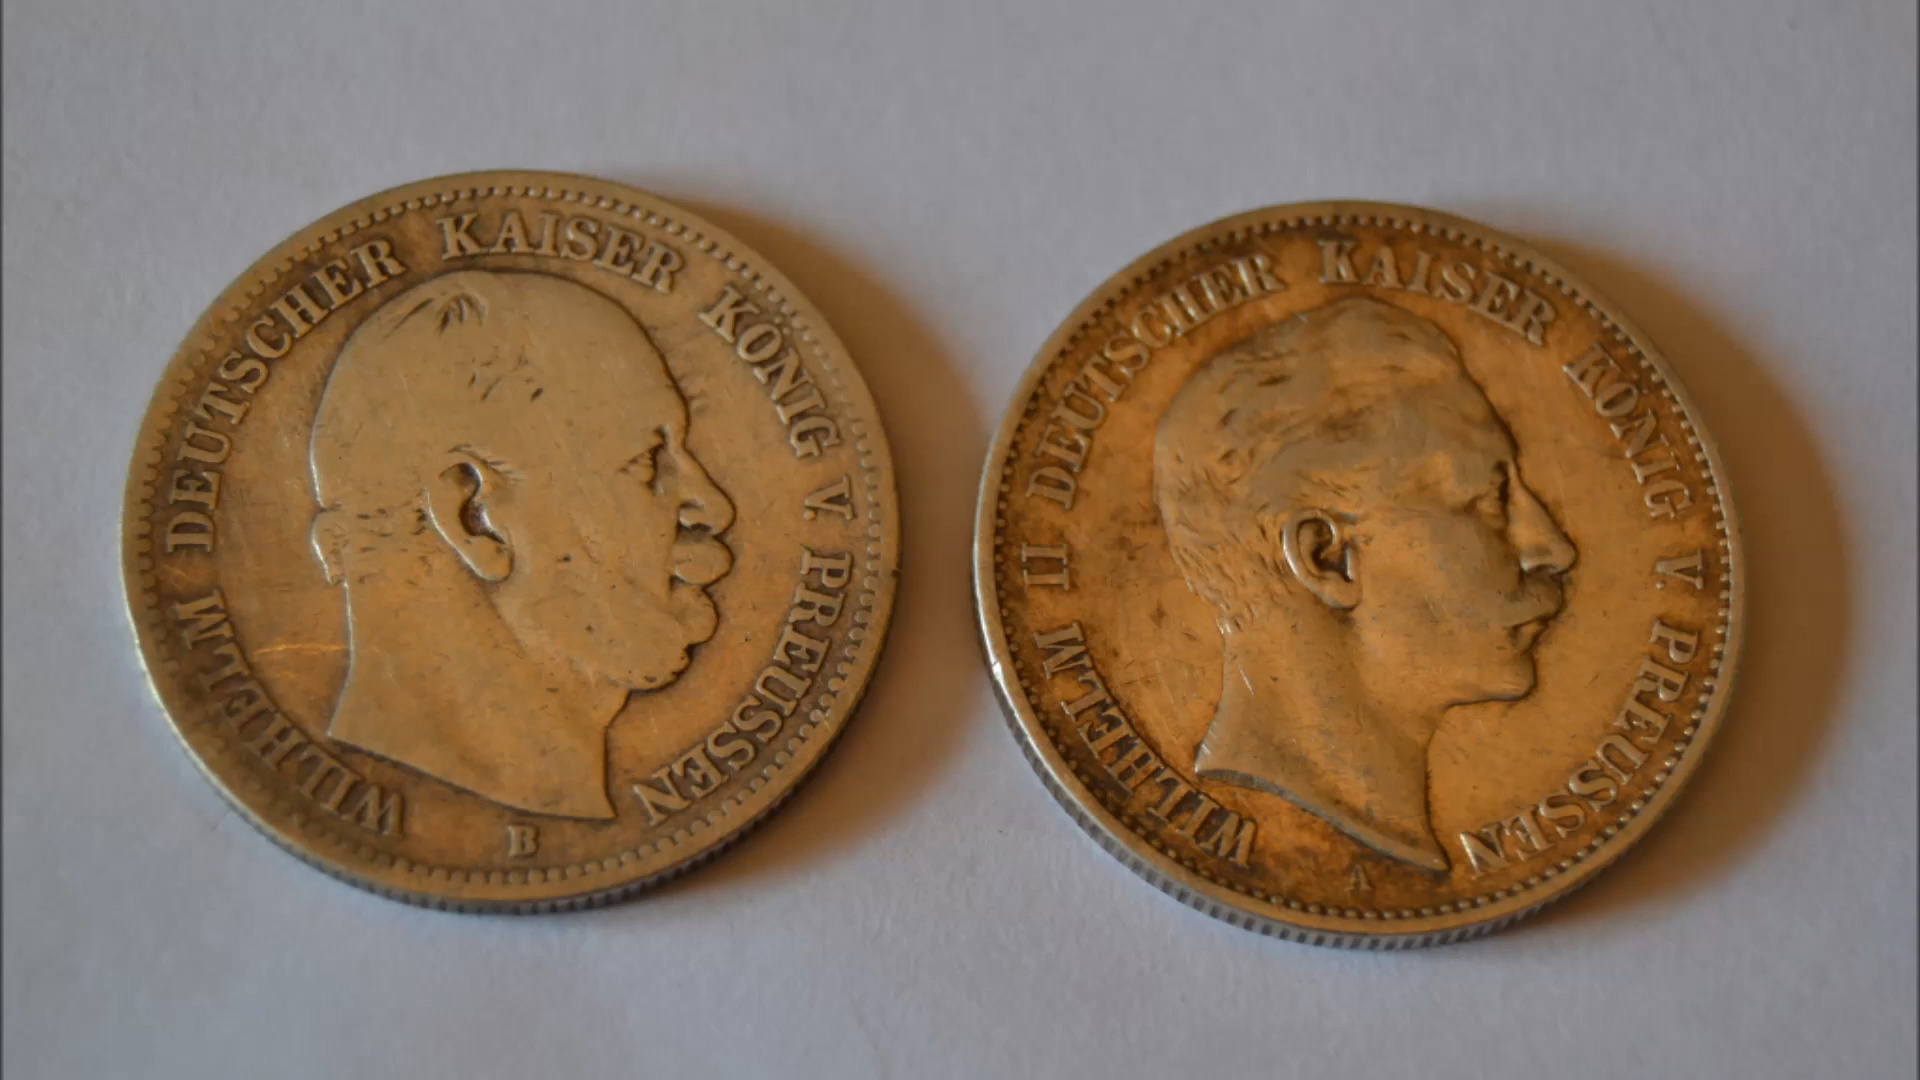 WILHELM DEUTSCHER KAISER KÖNIG V. PREUSSEN
B
WILHELM II DEUTSCHER KAISER KÖNIG V. PREUSSEN
A